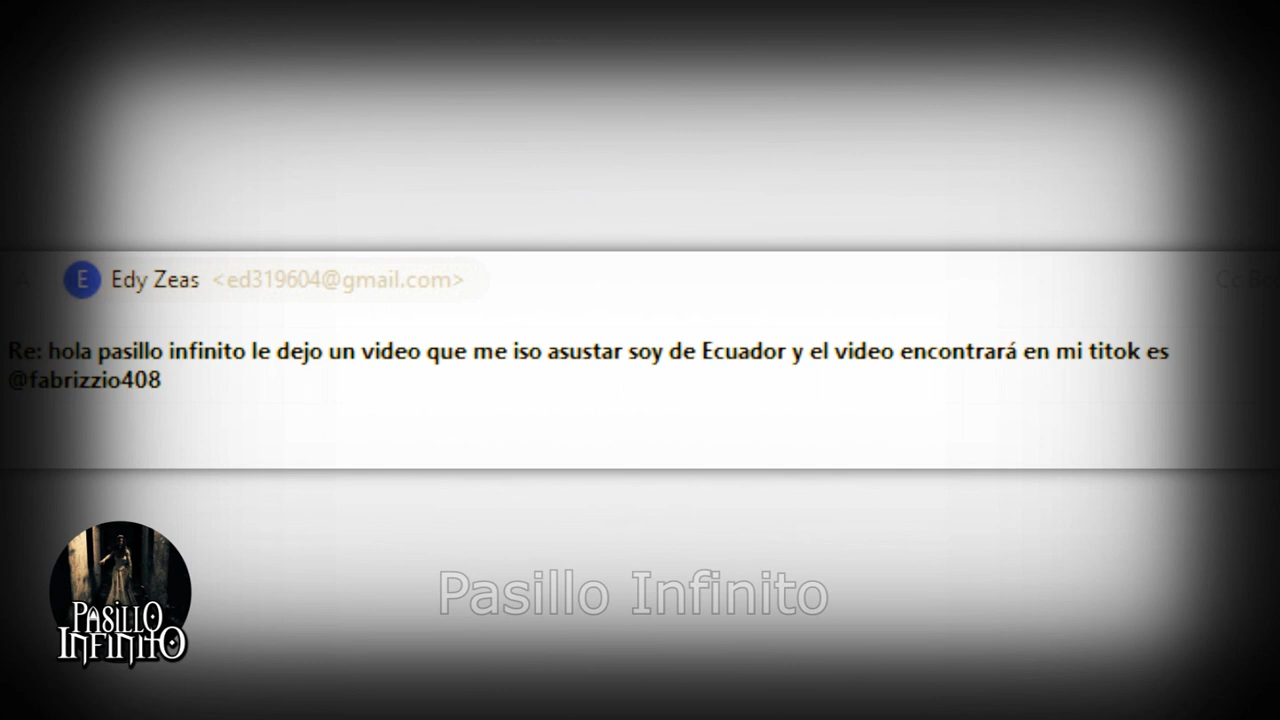 E Edy Zeas <ed319604@gmail.com>
Re: hola pasillo infinito le dejo un video que me iso asustar soy de Ecuador y el video encontrará en mi titok es
@fabrizzio408
Pasillo Infinito
PASILLO
INFINITO